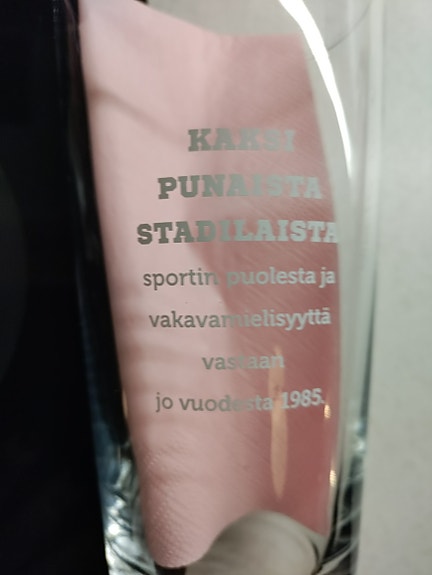 KAKSI
PUNAISTA
STADILAISTA
sportin puolesta ja
vakavamielisyyttä
vastaan
jo vuodesta 1985.